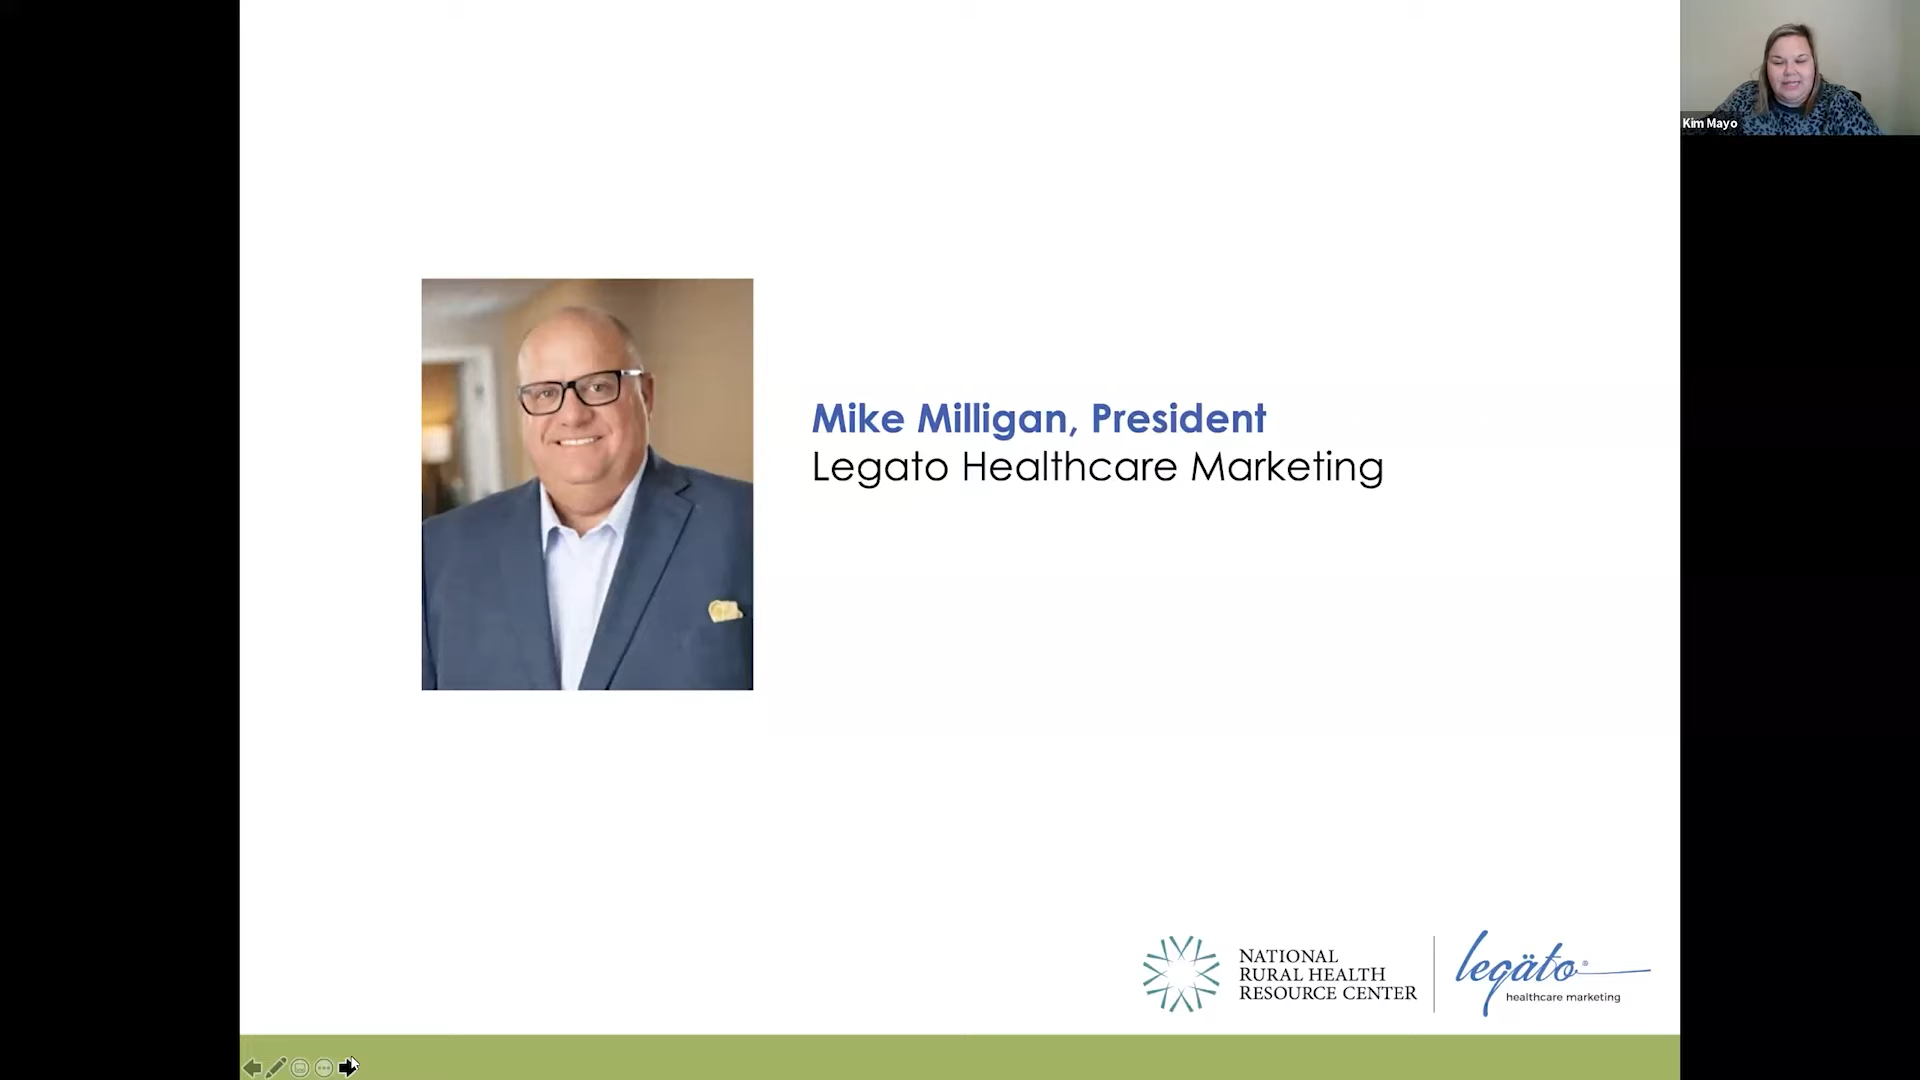 Kim Mayo
Mike Milligan, President
Legato Healthcare Marketing
NATIONAL
RURAL HEALTH
RESOURCE CENTER
legäto®
healthcare marketing